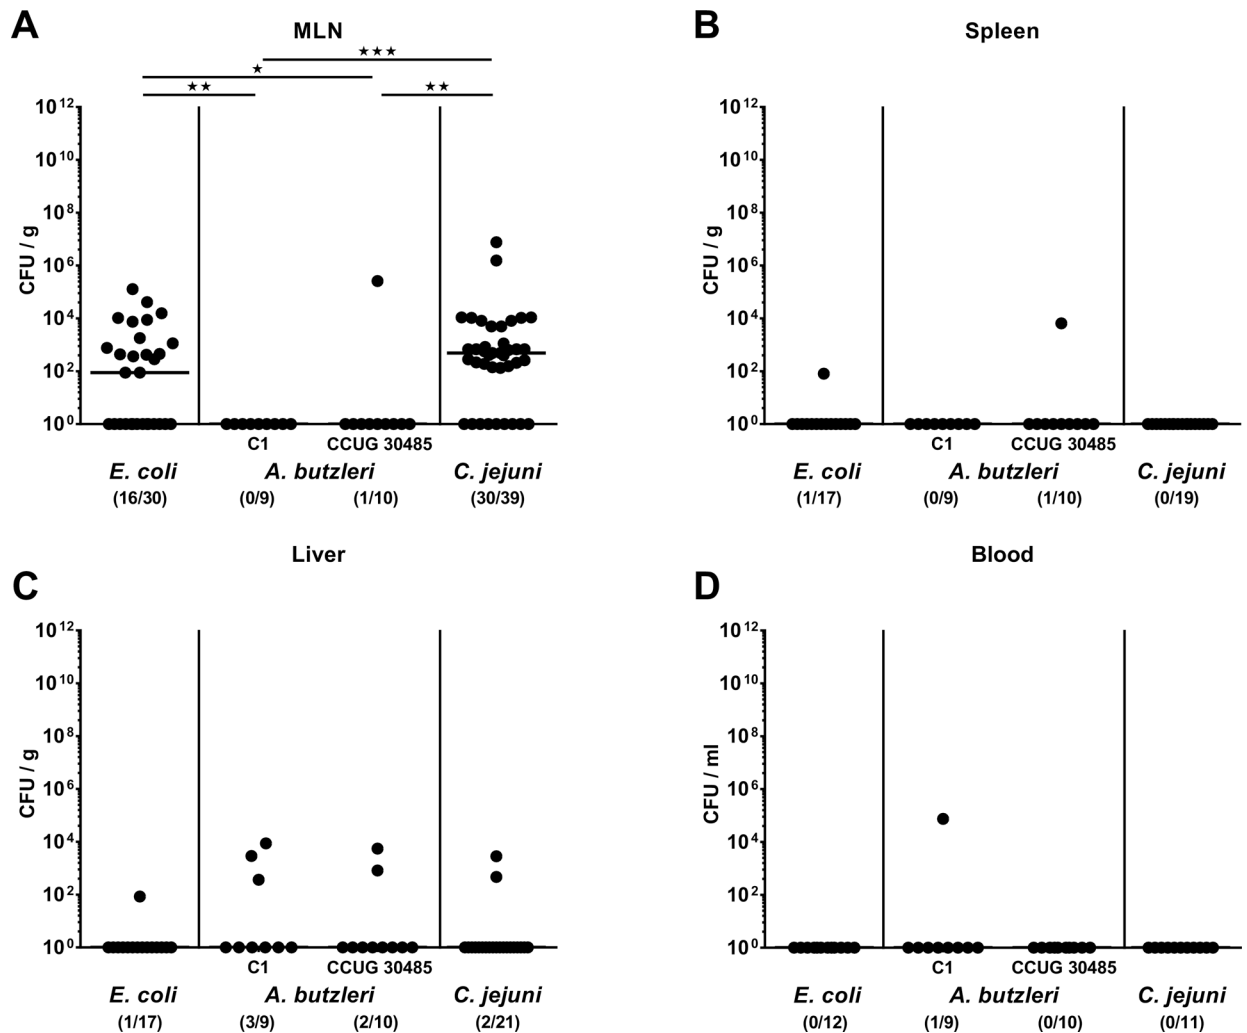 A
MLN
★★★
★
★★ ★★
CFU / g
10^12
10^10
10^8
10^6
10^4
10^2
10^0
C1 CCUG 30485
E. coli A. butzleri C. jejuni
(16/30) (0/9) (1/10) (30/39)
B
Spleen
CFU / g
10^12
10^10
10^8
10^6
10^4
10^2
10^0
C1 CCUG 30485
E. coli A. butzleri C. jejuni
(1/17) (0/9) (1/10) (0/19)
Liver
C
CFU / g
10^12
10^10
10^8
10^6
10^4
10^2
10^0
C1 CCUG 30485
E. coli A. butzleri C. jejuni
(1/17) (3/9) (2/10) (2/21)
Blood
D
CFU / ml
10^12
10^10
10^8
10^6
10^4
10^2
10^0
C1 CCUG 30485
E. coli A. butzleri C. jejuni
(0/12) (1/9) (0/10) (0/11)